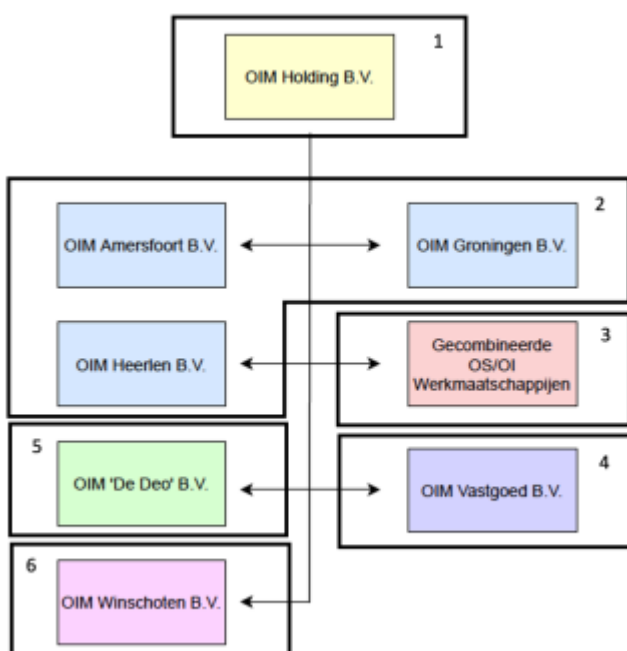 1
OIM Holding B.V.
2
OIM Amersfoort B.V.
OIM Groningen B.V.
OIM Heerlen B.V.
3
Gecombineerde
OS/OI
Werkmaatschappijen
5
OIM 'De Deo' B.V.
4
OIM Vastgoed B.V.
6
OIM Winschoten B.V.